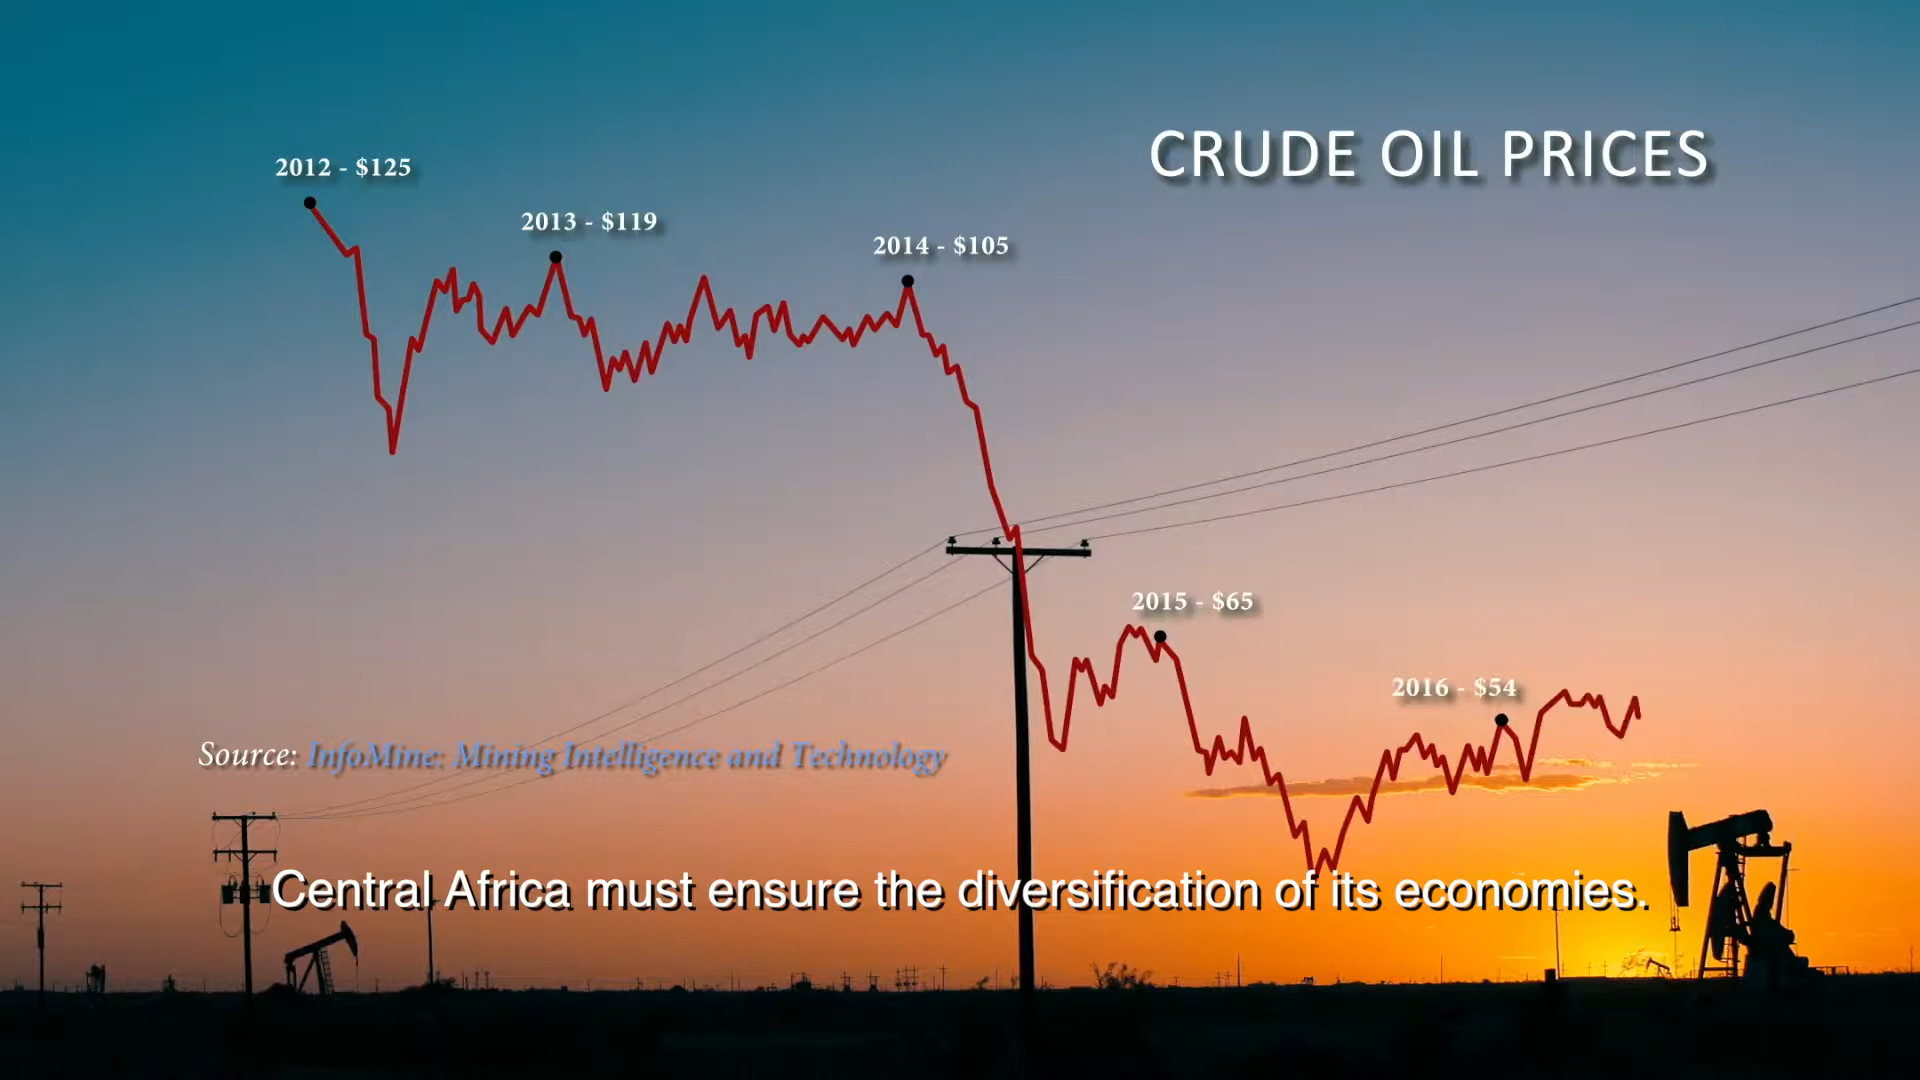 CRUDE OIL PRICES
2012 - $125
2013 - $119
2014 - $105
2015 - $65
2016 - $54
Source: InfoMine: Mining Intelligence and Technology
Central Africa must ensure the diversification of its economies.